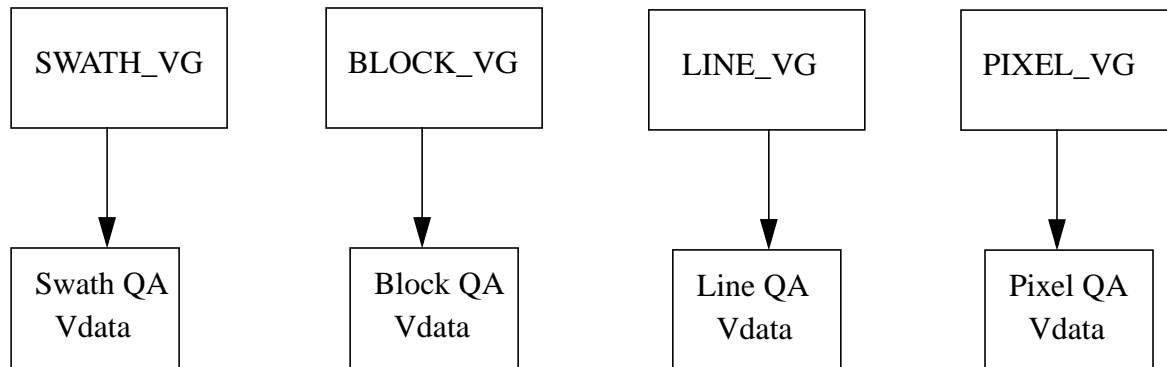 SWATH_VG
BLOCK_VG
LINE_VG
PIXEL_VG
Swath QA
Vdata
Block QA
Vdata
Line QA
Vdata
Pixel QA
Vdata